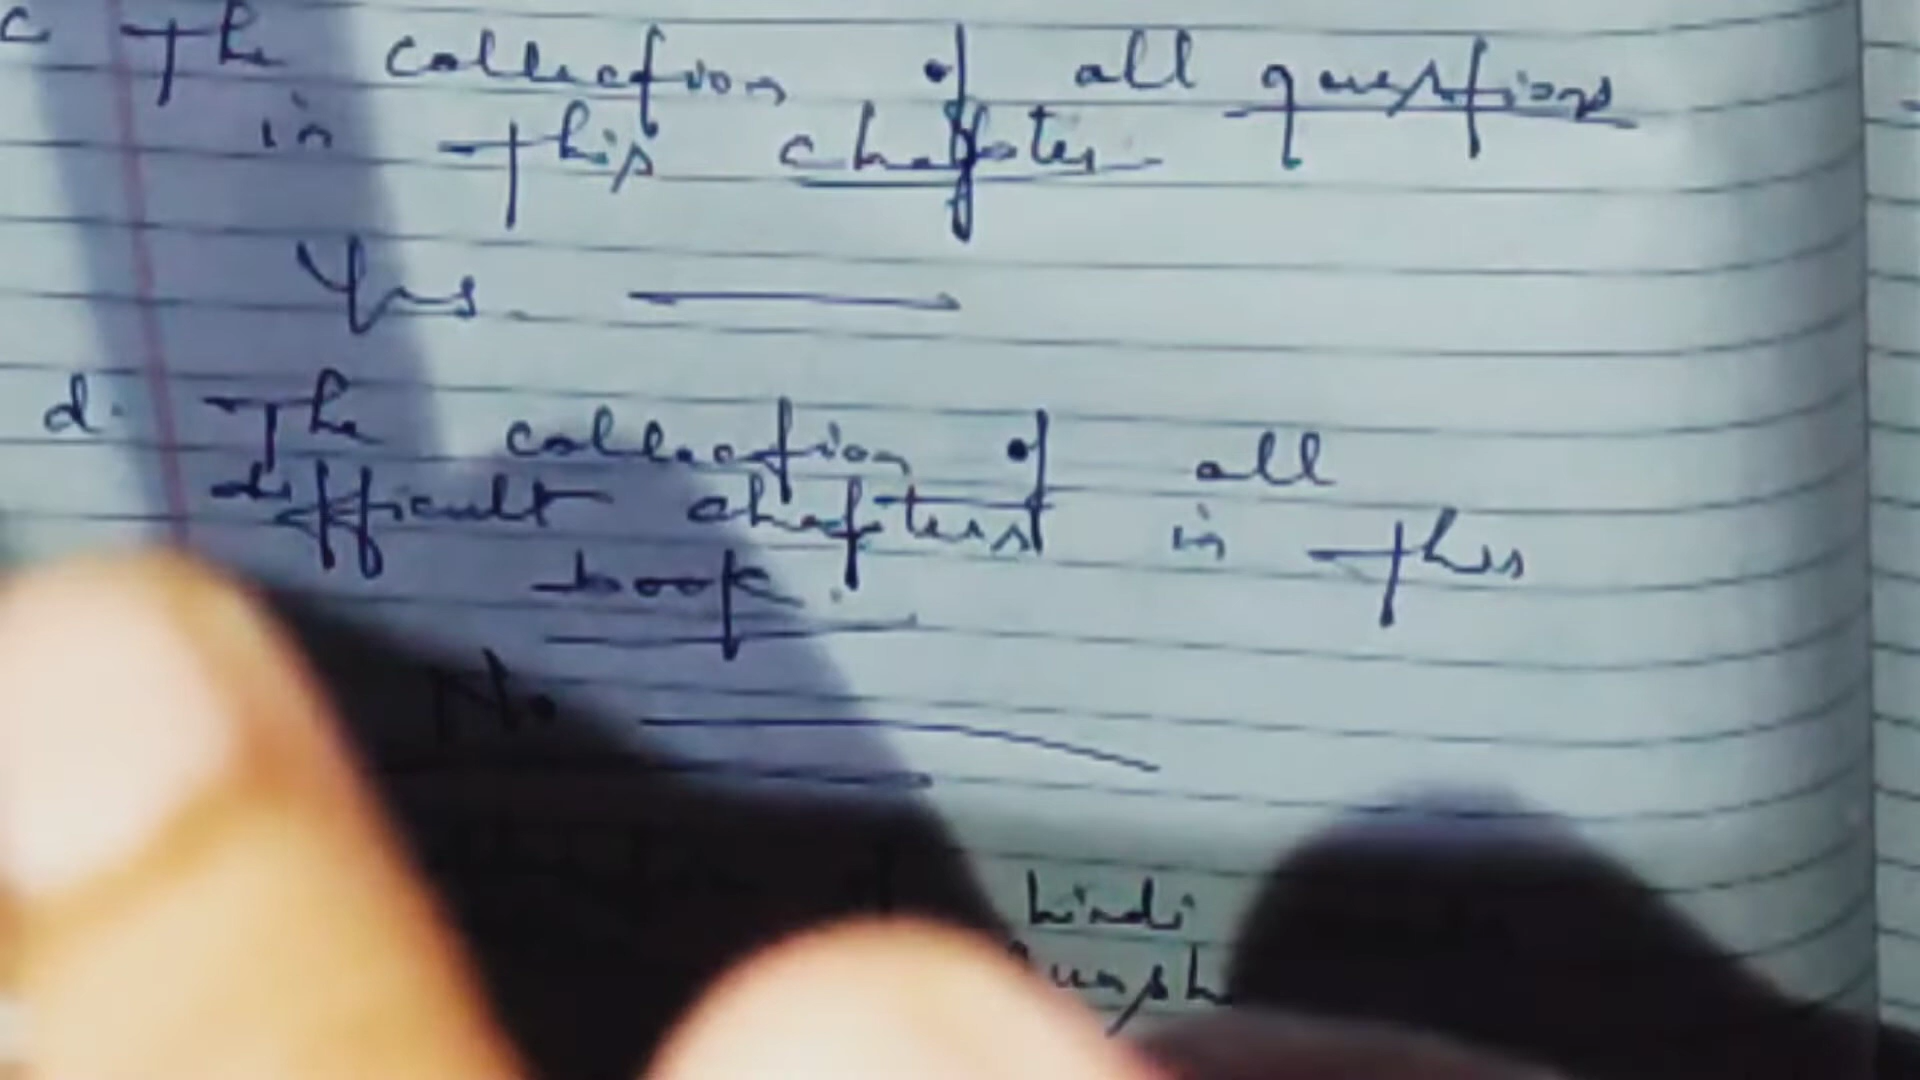 c The collection of all questions
in this chapter
Yes.
d. The collection of all
difficult chapters in this
book.
No
hindi